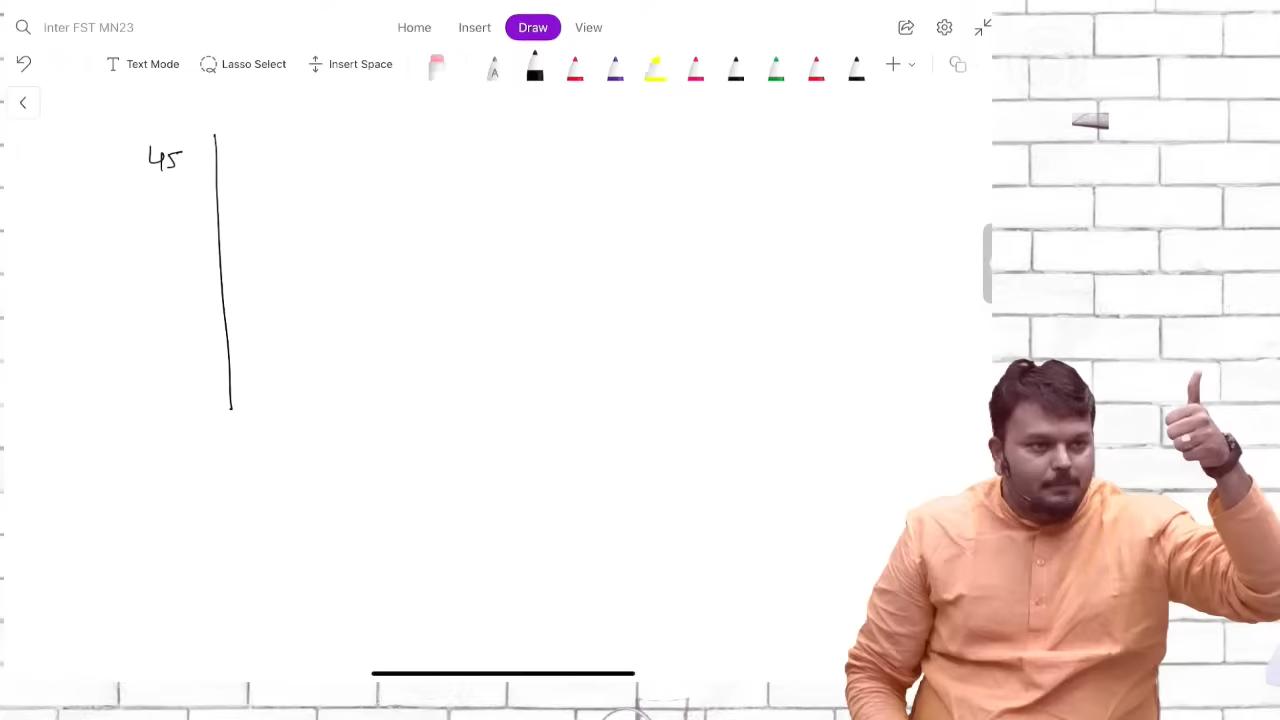 inter FST MN23
Home Insert Draw View
Text Mode Lasso Select Insert Space
A
45